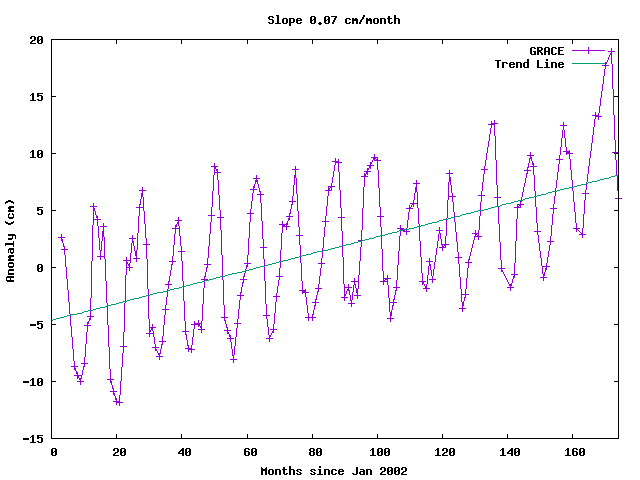 Slope 0.07 cm/month
GRACE
Trend Line
20
15
10
5
0
-5
-10
-15
Anomaly (cm)
0 20 40 60 80 100 120 140 160
Months since Jan 2002